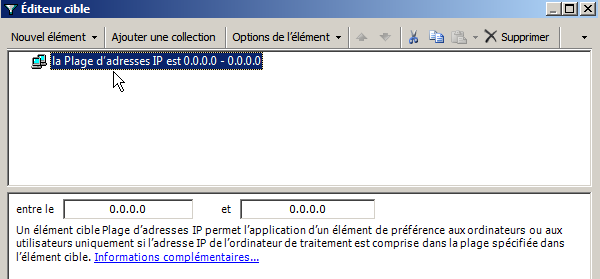 Éditeur cible
Nouvel élément Ajouter une collection Options de l'élément Supprimer
la Plage d'adresses IP est 0.0.0.0 - 0.0.0.0
entre le 0.0.0.0 et 0.0.0.0
Un élément cible Plage d'adresses IP permet l'application d'un élément de préférence aux ordinateurs ou aux
utilisateurs uniquement si l'adresse IP de l'ordinateur de traitement est comprise dans la plage spécifiée dans
l'élément cible. Informations complémentaires...